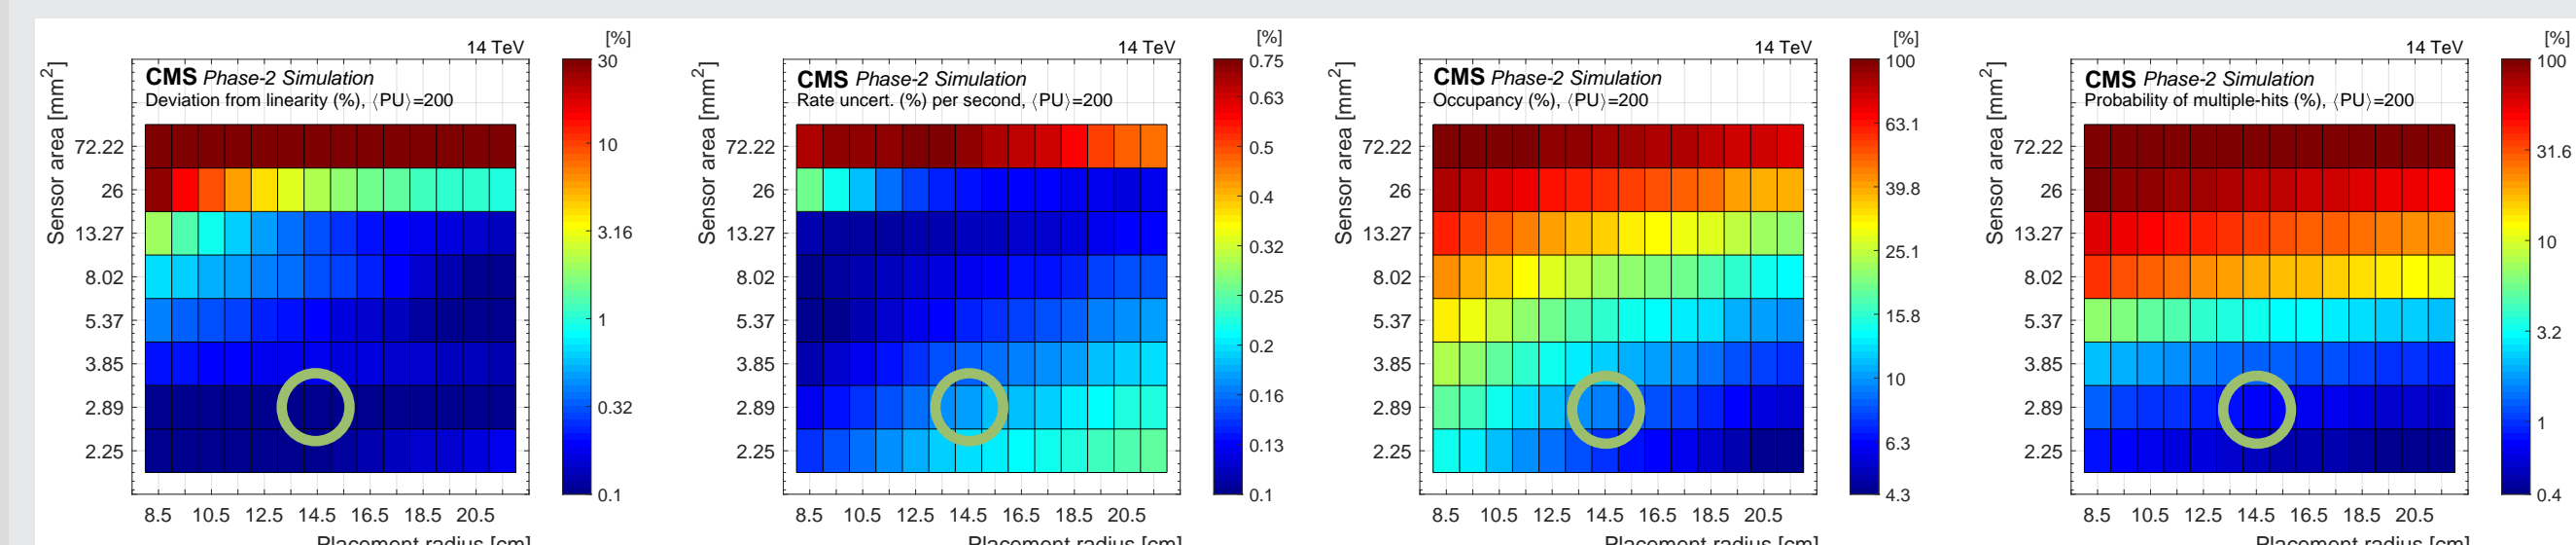 [%]
14 TeV
CMS Phase-2 Simulation
Deviation from linearity (%), ⟨PU⟩=200
Sensor area [mm²]
72.22
26
13.27
8.02
5.37
3.85
2.89
2.25
8.5 10.5 12.5 14.5 16.5 18.5 20.5
Placement radius [cm]
30
10
3.16
1
0.32
0.1
[%]
14 TeV
CMS Phase-2 Simulation
Rate uncert. (%) per second, ⟨PU⟩=200
Sensor area [mm²]
72.22
26
13.27
8.02
5.37
3.85
2.89
2.25
8.5 10.5 12.5 14.5 16.5 18.5 20.5
Placement radius [cm]
0.75
0.63
0.5
0.4
0.32
0.25
0.2
0.16
0.13
0.1
[%]
14 TeV
CMS Phase-2 Simulation
Occupancy (%), ⟨PU⟩=200
Sensor area [mm²]
72.22
26
13.27
8.02
5.37
3.85
2.89
2.25
8.5 10.5 12.5 14.5 16.5 18.5 20.5
Placement radius [cm]
100
63.1
39.8
25.1
15.8
10
6.3
4.3
[%]
14 TeV
CMS Phase-2 Simulation
Probability of multiple-hits (%), ⟨PU⟩=200
Sensor area [mm²]
72.22
26
13.27
8.02
5.37
3.85
2.89
2.25
8.5 10.5 12.5 14.5 16.5 18.5 20.5
Placement radius [cm]
100
31.6
10
3.2
1
0.4